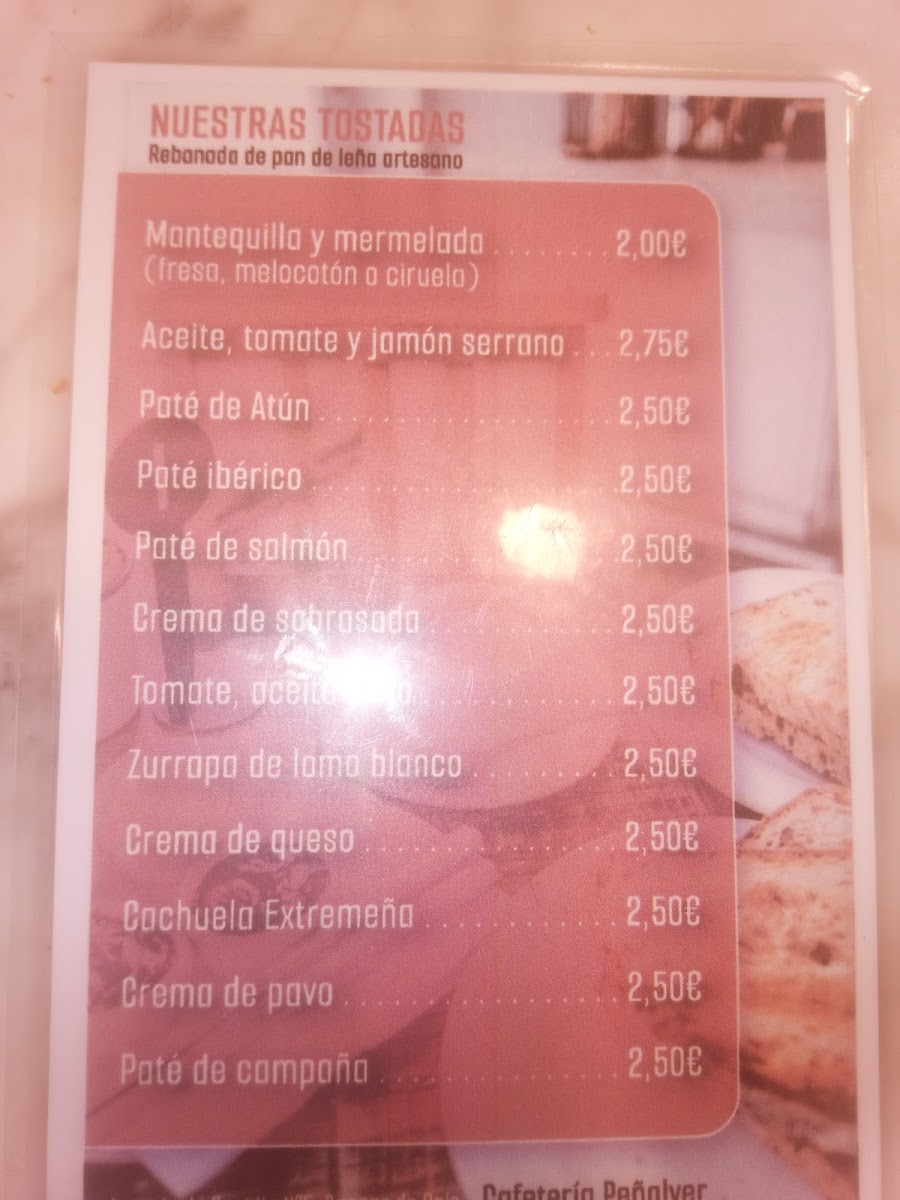 NUESTRAS TOSTADAS
Rebanada de pan de leña artesano
Mantequilla y mermelada ........ 2,00€
(fresa, melocotón o ciruela)
Aceite, tomate y jamón serrano ... 2,75€
Paté de Atún .................... 2,50€
Paté ibérico .................... 2,50€
Paté de salmón .................. 2,50€
Crema de sobrasada .............. 2,50€
Tomate, aceite .............. 2,50€
Zurrapa de lomo blanco .......... 2,50€
Crema de queso .................. 2,50€
Cachuela Extremeña .............. 2,50€
Crema de pavo ................... 2,50€
Paté de campaña ................. 2,50€
Cafetería Peñalver